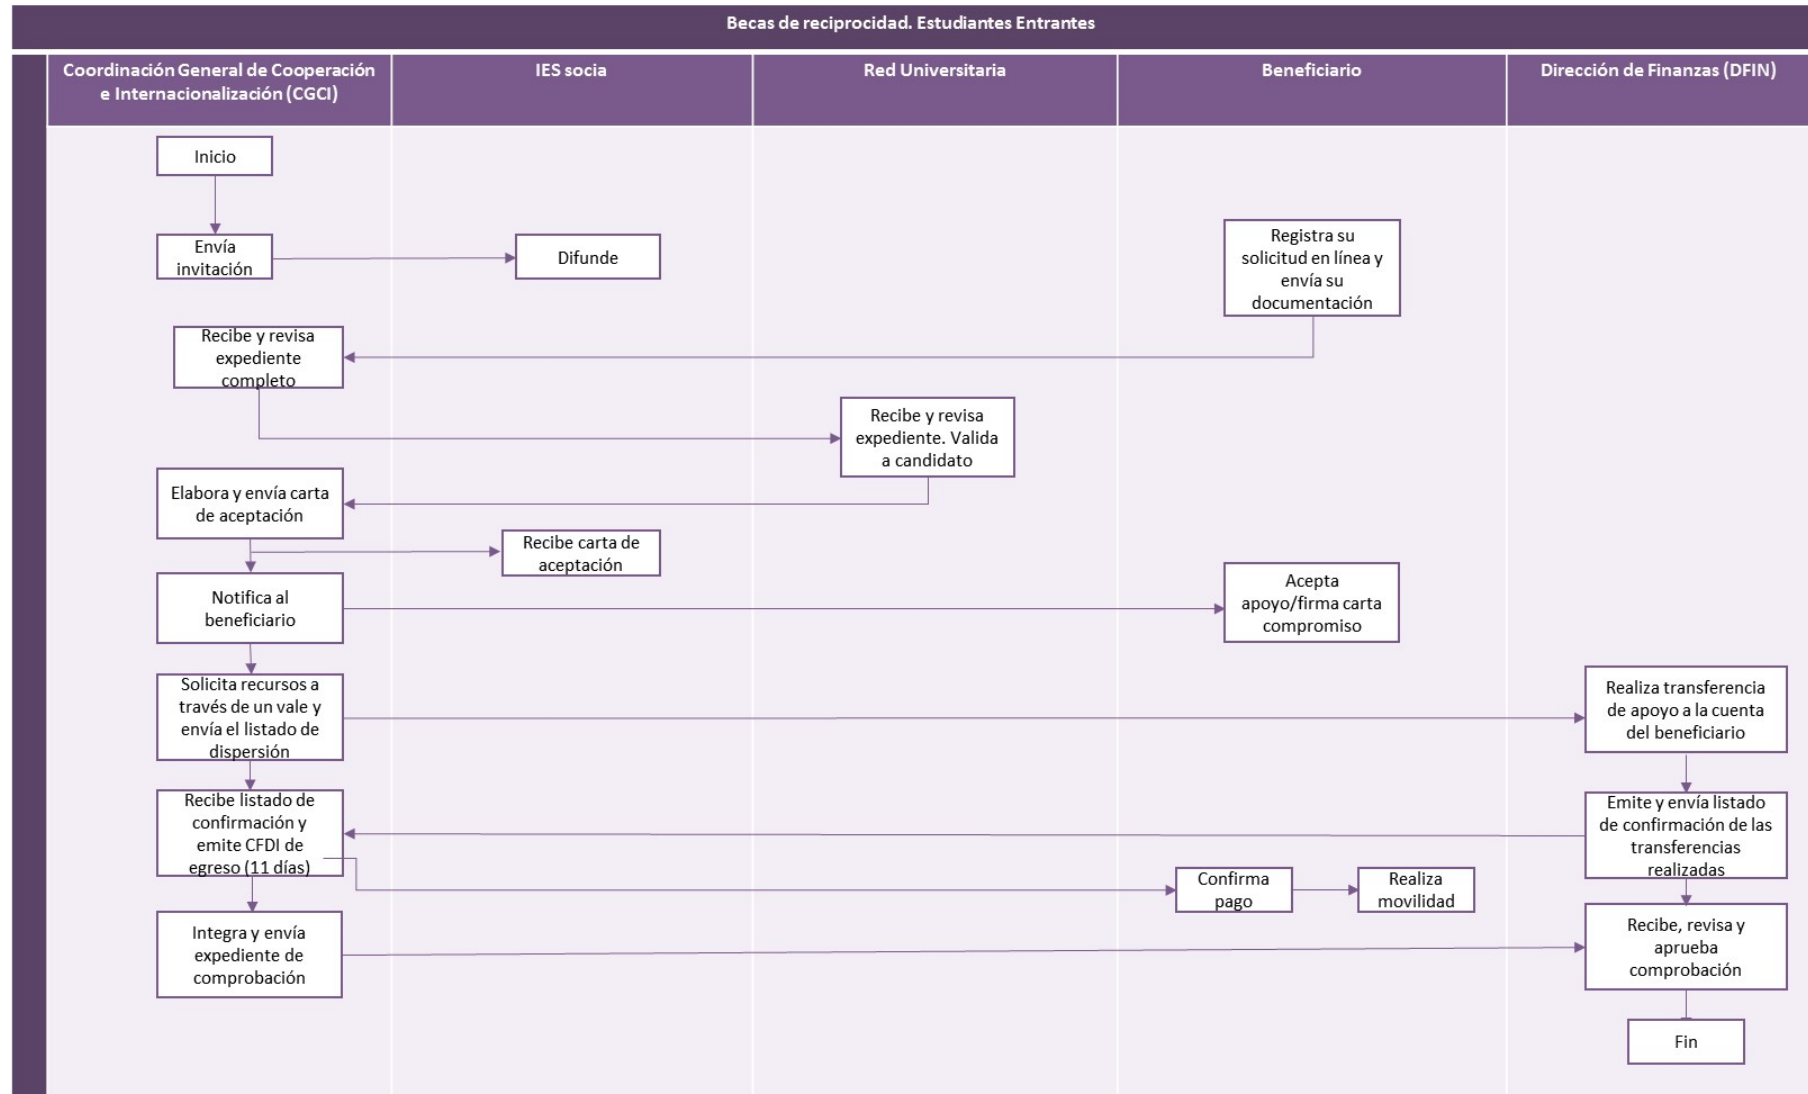 Becas de reciprocidad. Estudiantes Entrantes
Coordinación General de Cooperación
e Internacionalización (CGCI)
IES socia
Red Universitaria
Beneficiario
Dirección de Finanzas (DFIN)
Inicio
Envía
invitación
Difunde
Registra su
solicitud en línea y
envía su
documentación
Recibe y revisa
expediente
completo
Recibe y revisa
expediente. Valida
a candidato
Elabora y envía carta
de aceptación
Recibe carta de
aceptación
Notifica al
beneficiario
Acepta
apoyo/firma carta
compromiso
Solicita recursos a
través de un vale y
envía el listado de
dispersión
Realiza transferencia
de apoyo a la cuenta
del beneficiario
Recibe listado de
confirmación y
emite CFDI de
egreso (11 días)
Emite y envía listado
de confirmación de las
transferencias
realizadas
Confirma
pago
Realiza
movilidad
Integra y envía
expediente de
comprobación
Recibe, revisa y
aprueba
comprobación
Fin